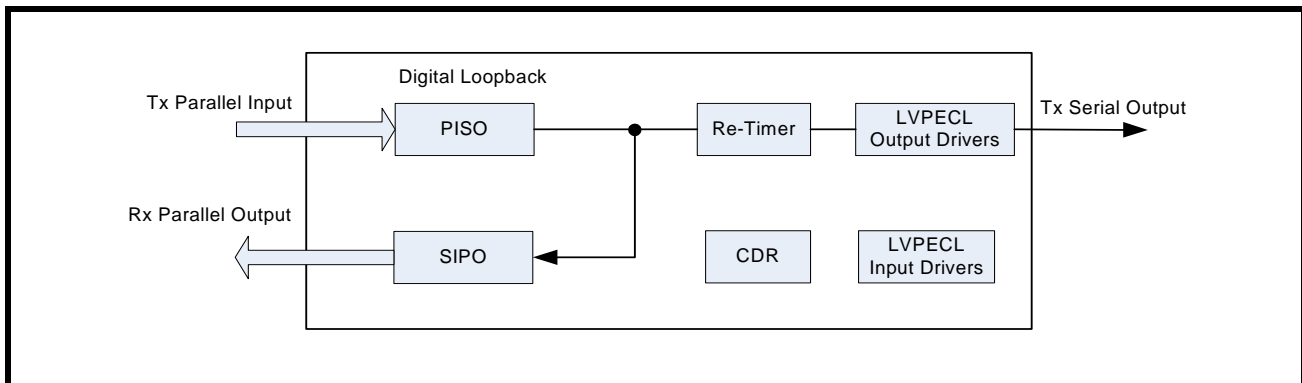 Digital Loopback
Tx Parallel Input
PISO
Re-Timer
LVPECL
Output Drivers
Tx Serial Output
Rx Parallel Output
SIPO
CDR
LVPECL
Input Drivers